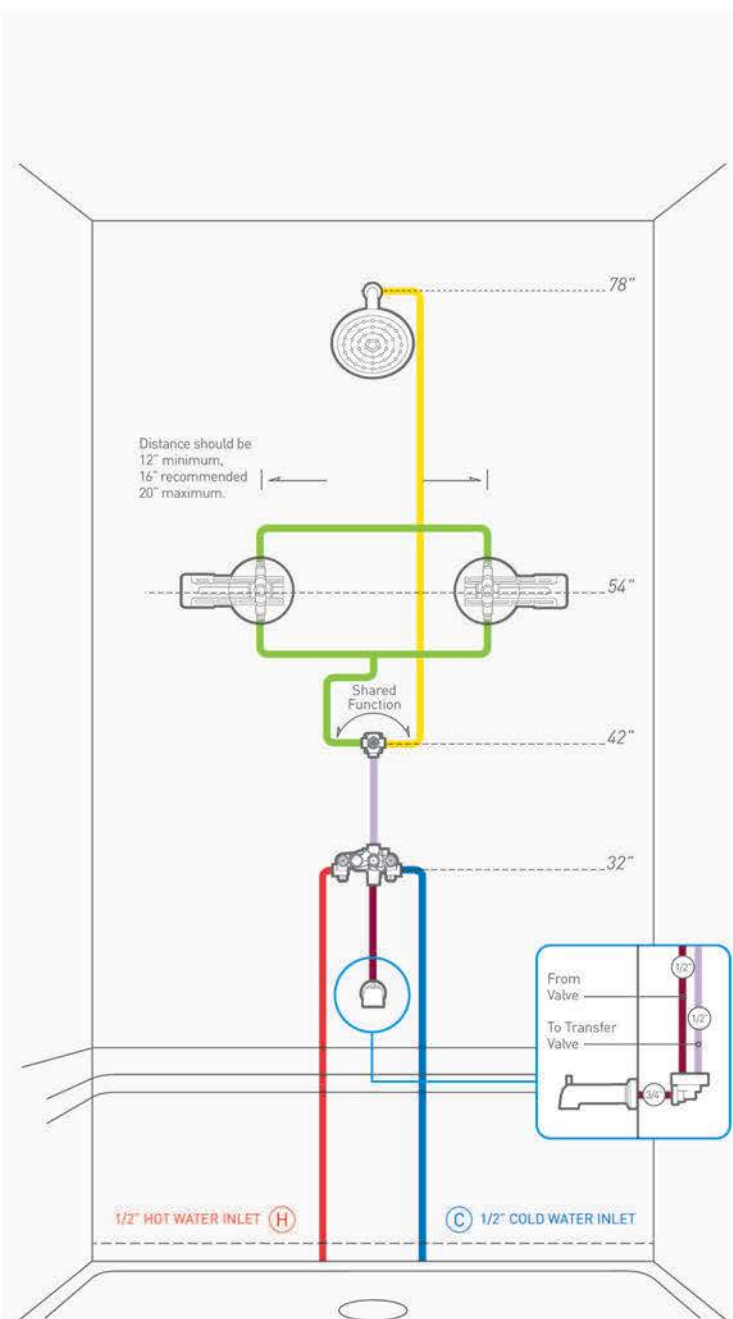 78”
Distance should be
12” minimum,
16” recommended
20” maximum.
54”
Shared
Function
42”
32”
1/2”
From
Valve
1/2”
To Transfer
Valve
3/4”
1/2” HOT WATER INLET H
C 1/2” COLD WATER INLET